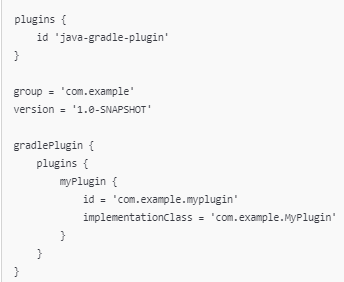 plugins {
    id 'java-gradle-plugin'
}

group = 'com.example'
version = '1.0-SNAPSHOT'

gradlePlugin {
    plugins {
        myPlugin {
            id = 'com.example.myplugin'
            implementationClass = 'com.example.MyPlugin'
        }
    }
}